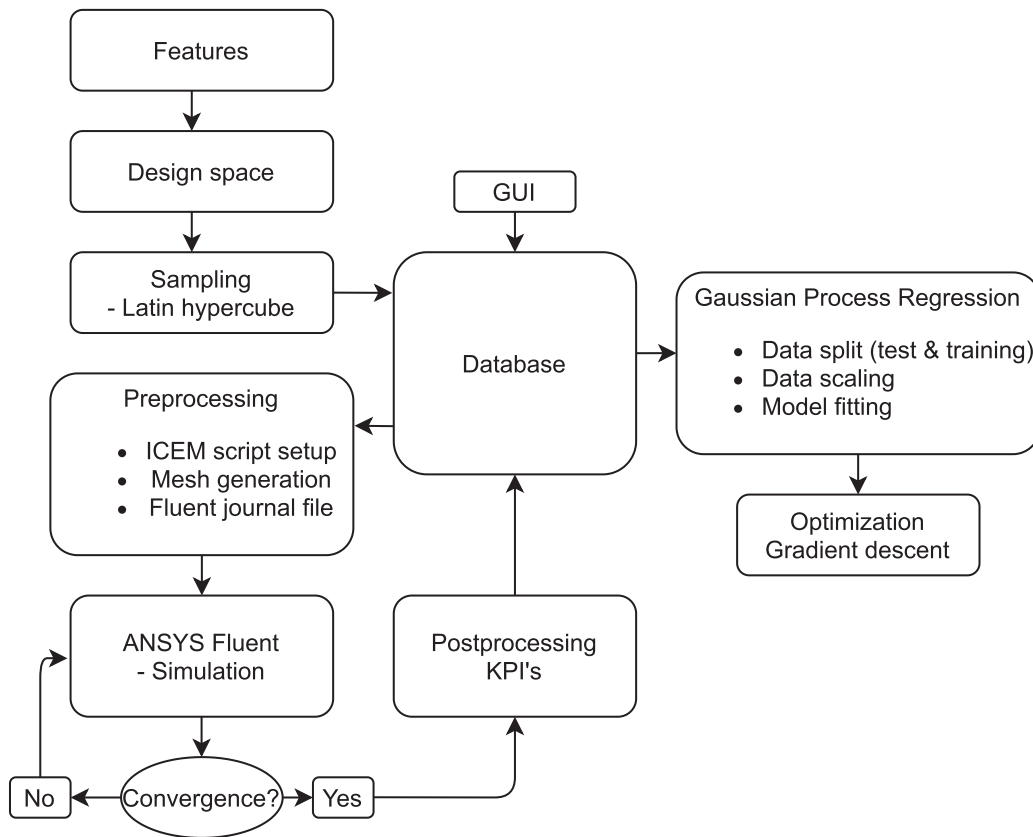 Features
Design space
Sampling
- Latin hypercube
GUI
Database
Gaussian Process Regression
• Data split (test & training)
• Data scaling
• Model fitting
Optimization
Gradient descent
Preprocessing
• ICEM script setup
• Mesh generation
• Fluent journal file
ANSYS Fluent
- Simulation
Postprocessing
KPI's
No
Convergence?
Yes